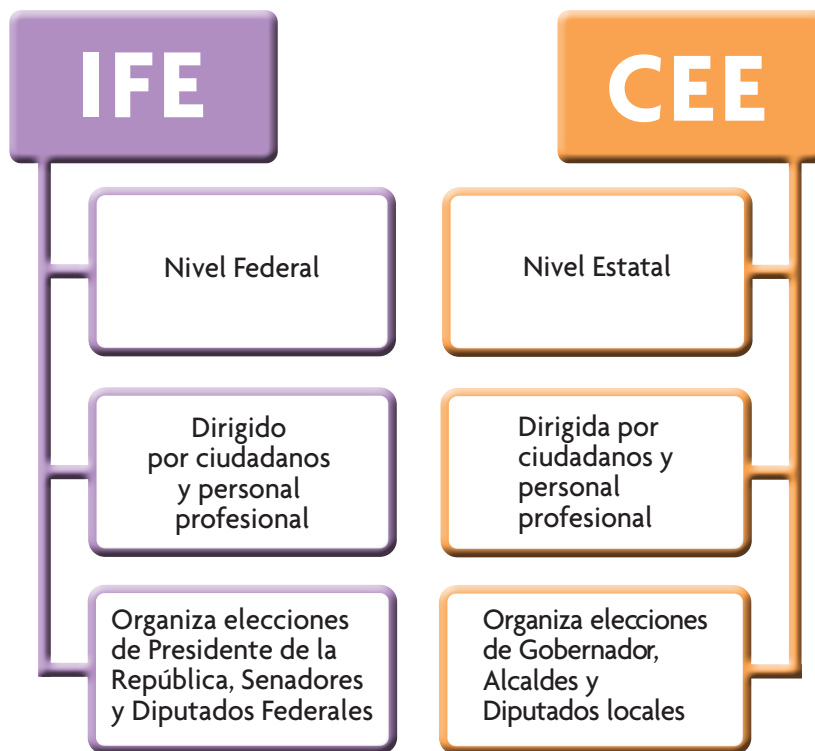 IFE
Nivel Federal
Dirigido
por ciudadanos
y personal
profesional
Organiza elecciones
de Presidente de la
República, Senadores
y Diputados Federales
CEE
Nivel Estatal
Dirigida por
ciudadanos y
personal
profesional
Organiza elecciones
de Gobernador,
Alcaldes y
Diputados locales